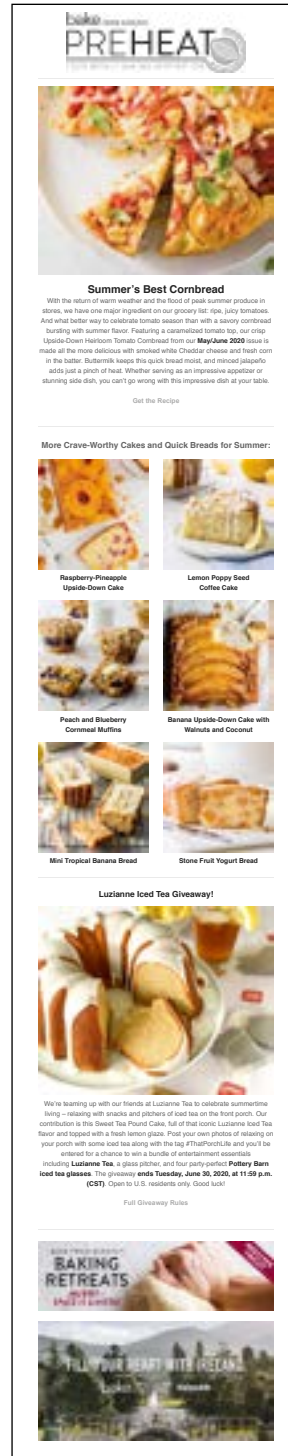 bake
PREHEAT
Summer's Best Cornbread
With the return of warm weather and the flood of peak summer produce in
stores, we have one major ingredient on our grocery list: ripe, juicy tomatoes.
And what better way to celebrate tomato season than with a savory cornbread
bursting with summer flavor. Featuring a caramelized tomato top, our crisp
Upside-Down Heirloom Tomato Cornbread from our May/June 2020 issue is
made all the more delicious with smoked white Cheddar cheese and fresh corn
in the batter. Buttermilk keeps this quick bread moist, and minced jalapeño
adds just a pinch of heat. Whether serving as an impressive appetizer or
stunning side dish, you can't go wrong with this impressive dish at your table.
Get the Recipe
More Crave-Worthy Cakes and Quick Breads for Summer:
Raspberry-Pineapple
Upside-Down Cake
Lemon Poppy Seed
Coffee Cake
Peach and Blueberry
Cornmeal Muffins
Banana Upside-Down Cake with
Walnuts and Coconut
Mini Tropical Banana Bread
Stone Fruit Yogurt Bread
Luzianne Iced Tea Giveaway!
We're teaming up with our friends at Luzianne Tea to celebrate summertime
living – relaxing with snacks and pitchers of iced tea on the front porch. Our
contribution is this Sweet Tea Pound Cake, full of that iconic Luzianne Iced Tea
flavor and topped with a fresh lemon glaze. Post your own photos of relaxing on
your porch with some iced tea along with the tag #ThatPorchLife and you'll be
entered for a chance to win a bundle of entertainment essentials
including Luzianne Tea, a glass pitcher, and four party-perfect Pottery Barn
iced tea glasses. The giveaway ends Tuesday, June 30, 2020, at 11:59 p.m.
(CST). Open to U.S. residents only. Good luck!
Full Giveaway Rules
BAKING
RETREATS
FILL YOUR HEART WITH IRELAND
bake